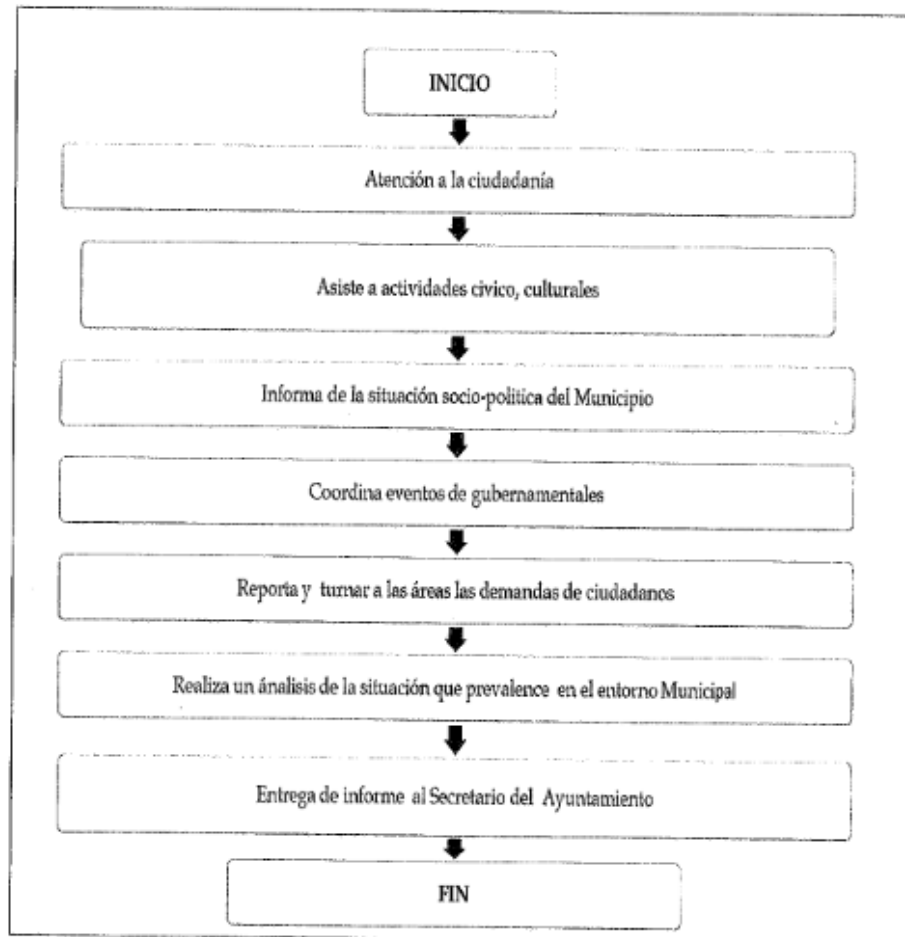 INICIO
Atención a la ciudadanía
Asiste a actividades civico, culturales
Informa de la situación socio-politica del Municipio
Coordina eventos de gubernamentales
Reporta y turnar a las áreas las demandas de ciudadanos
Realiza un ánalisis de la situación que prevalence en el entorno Municipal
Entrega de informe al Secretario del Ayuntamiento
FIN